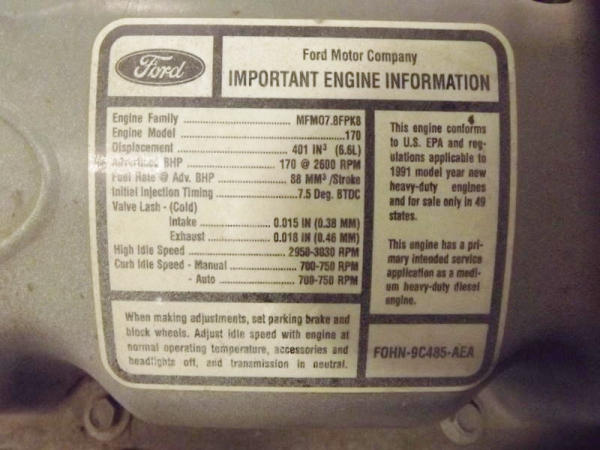 Ford
Ford Motor Company
IMPORTANT ENGINE INFORMATION
Engine Family MFM07.8FPK8
Engine Model 170
Displacement 401 IN³ (6.6L)
Advertised BHP 170 @ 2600 RPM
Fuel Rate @ Adv. BHP 88 MM³/Stroke
Initial Injection Timing 7.5 Deg. BTDC
Valve Lash - (Cold)
Intake 0.015 IN (0.38 MM)
Exhaust 0.018 IN (0.46 MM)
High Idle Speed 2950-3030 RPM
Curb Idle Speed - Manual 700-750 RPM
- Auto 700-750 RPM
This engine conforms
to U.S. EPA and reg-
ulations applicable to
1991 model year new
heavy-duty engines
and for sale only in 49
states.
This engine has a pri-
mary intended service
application as a medi-
um heavy-duty diesel
engine.
When making adjustments, set parking brake and
block wheels. Adjust idle speed with engine at
normal operating temperature, accessories and
headlights off, and transmission in neutral.
FOHN-9C485-AEA